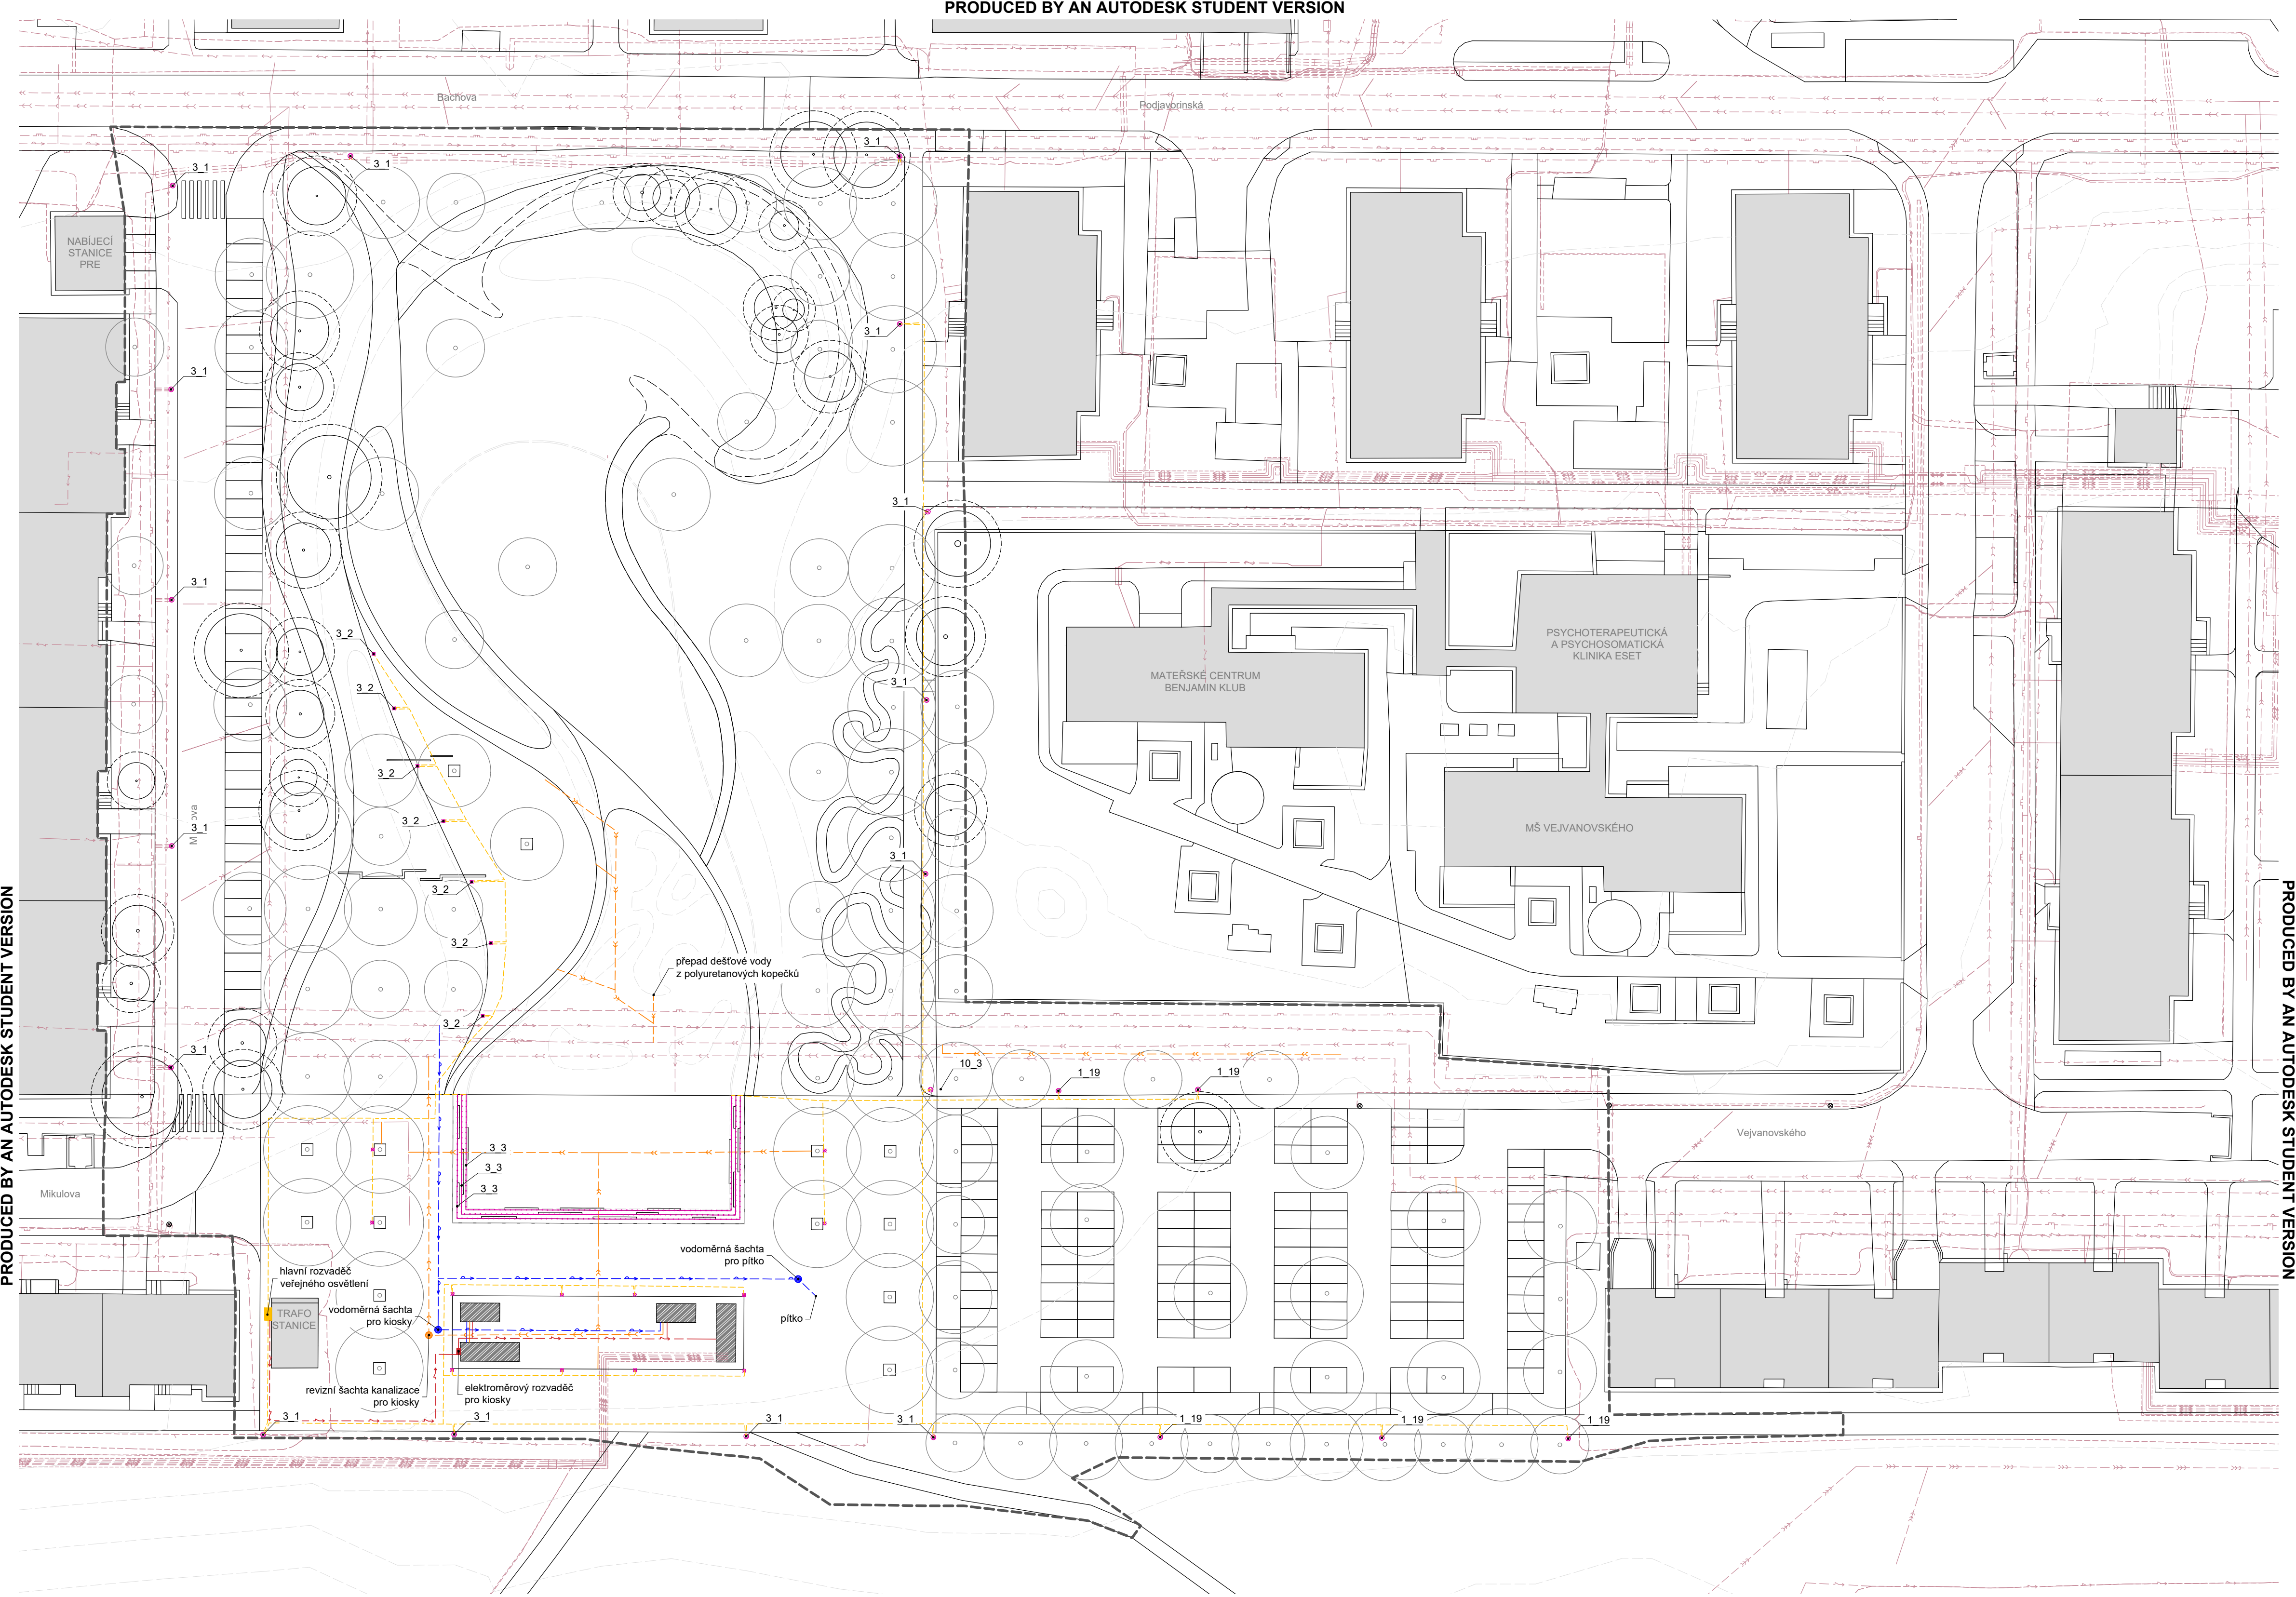 PRODUCED BY AN AUTODESK STUDENT VERSION
Bachova
Podjavorinská
3_1
3_1
3_1
NABÍJECÍ
STANICE
PRE
3_1
3_1
3_1
3_1
3_2
PSYCHOTERAPEUTICKÁ
A PSYCHOSOMATICKÁ
KLINIKA ESET
MATEŘSKÉ CENTRUM
BENJAMIN KLUB
3_1
3_2
3_2
3_2
3_1
MŠ VEJVANOVSKÉHO
3_1
3_2
3_2
přepad dešťové vody
z polyuretanových kopečků
3_2
3_1
10_3
1_19
1_19
Vejvanovského
3_3
3_3
3_3
Mikulova
vodoměrná šachta
pro pítko
hlavní rozvaděč
veřejného osvětlení
TRAFO
STANICE
vodoměrná šachta
pro kiosky
pítko
revizní šachta kanalizace
pro kiosky
elektroměrový rozvaděč
pro kiosky
3_1
3_1
3_1
3_1
1_19
1_19
1_19
PRODUCED BY AN AUTODESK STUDENT VERSION
PRODUCED BY AN AUTODESK STUDENT VERSION